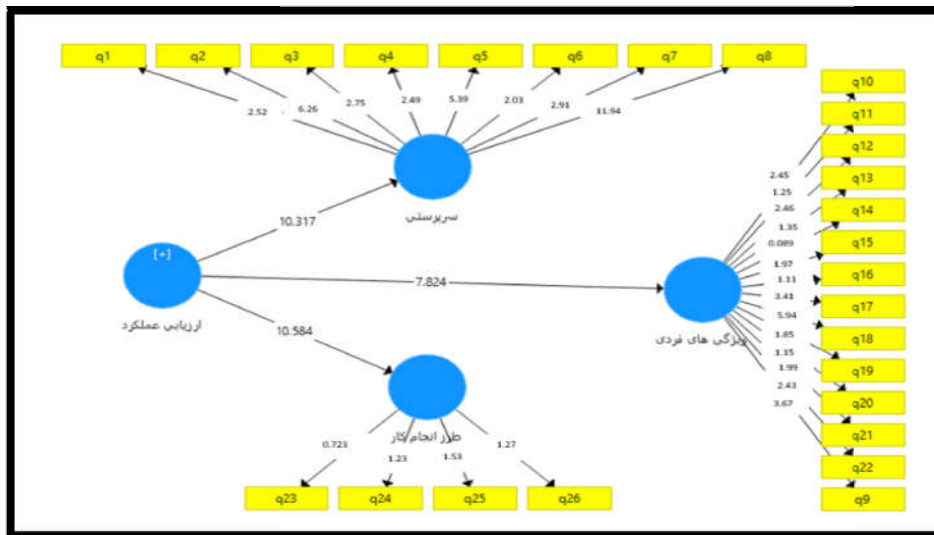 q1 q2 q3 q4 q5 q6 q7 q8
2.52 6.26 2.75 2.49 5.39 2.03 2.91 11.94
سرپرستی
10.317
[+]
ارزیابی عملکرد
7.824
10.584
طرز انجام کار
0.723 1.23 1.53 1.27
q23 q24 q25 q26
ویژگی های فردی
2.45
1.25
2.46
1.35
0.089
1.97
1.11
3.41
5.94
1.85
1.15
1.99
2.43
3.67
q10
q11
q12
q13
q14
q15
q16
q17
q18
q19
q20
q21
q22
q9